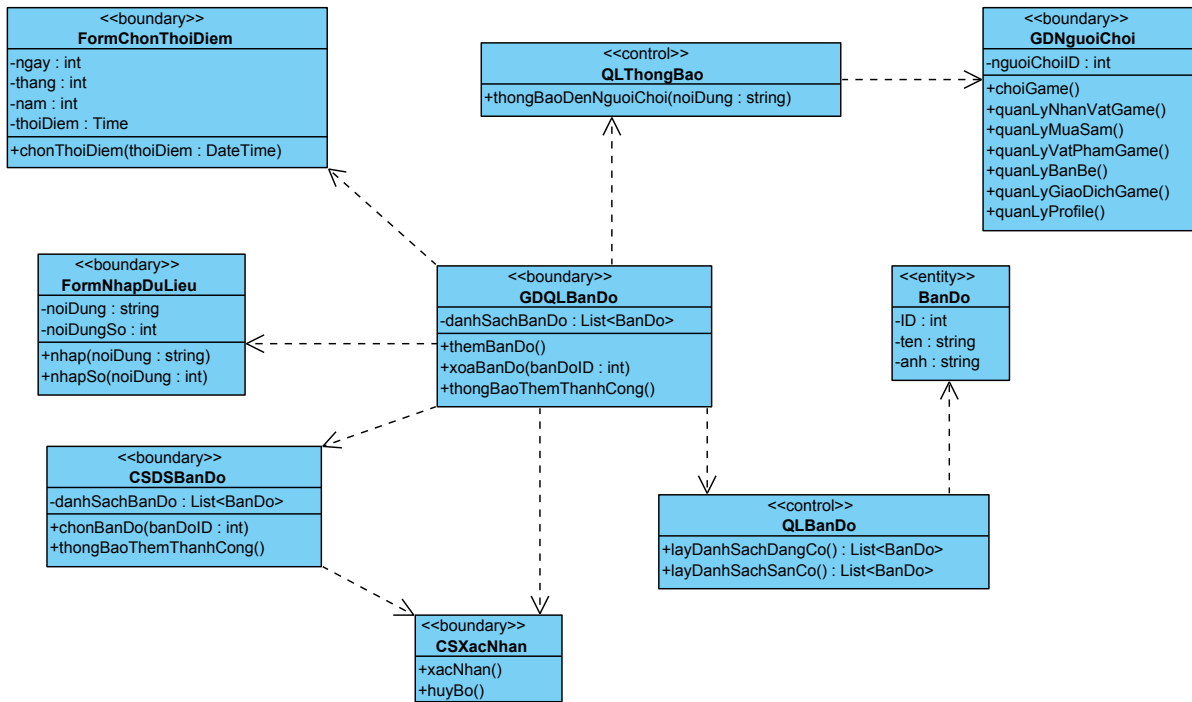 <<boundary>>
FormChonThoiDiem
-ngay : int
-thang : int
-nam : int
-thoiDiem : Time
+chonThoiDiem(thoiDiem : DateTime)
<<control>>
QLThongBao
+thongBaoDenNguoiChoi(noiDung : string)
<<boundary>>
GDNguoiChoi
-nguoiChoiID : int
+choiGame()
+quanLyNhanVatGame()
+quanLyMuaSam()
+quanLyVatPhamGame()
+quanLyBanBe()
+quanLyGiaoDichGame()
+quanLyProfile()
<<boundary>>
FormNhapDuLieu
-noiDung : string
-noiDungSo : int
+nhap(noiDung : string)
+nhapSo(noiDung : int)
<<boundary>>
GDQLBanDo
-danhSachBanDo : List<BanDo>
+themBanDo()
+xoaBanDo(banDoID : int)
+thongBaoThemThanhCong()
<<entity>>
BanDo
-ID : int
-ten : string
-anh : string
<<boundary>>
CSDSBanDo
-danhSachBanDo : List<BanDo>
+chonBanDo(banDoID : int)
+thongBaoThemThanhCong()
<<control>>
QLBanDo
+layDanhSachDangCo() : List<BanDo>
+layDanhSachSanCo() : List<BanDo>
<<boundary>>
CSXacNhan
+xacNhan()
+huyBo()